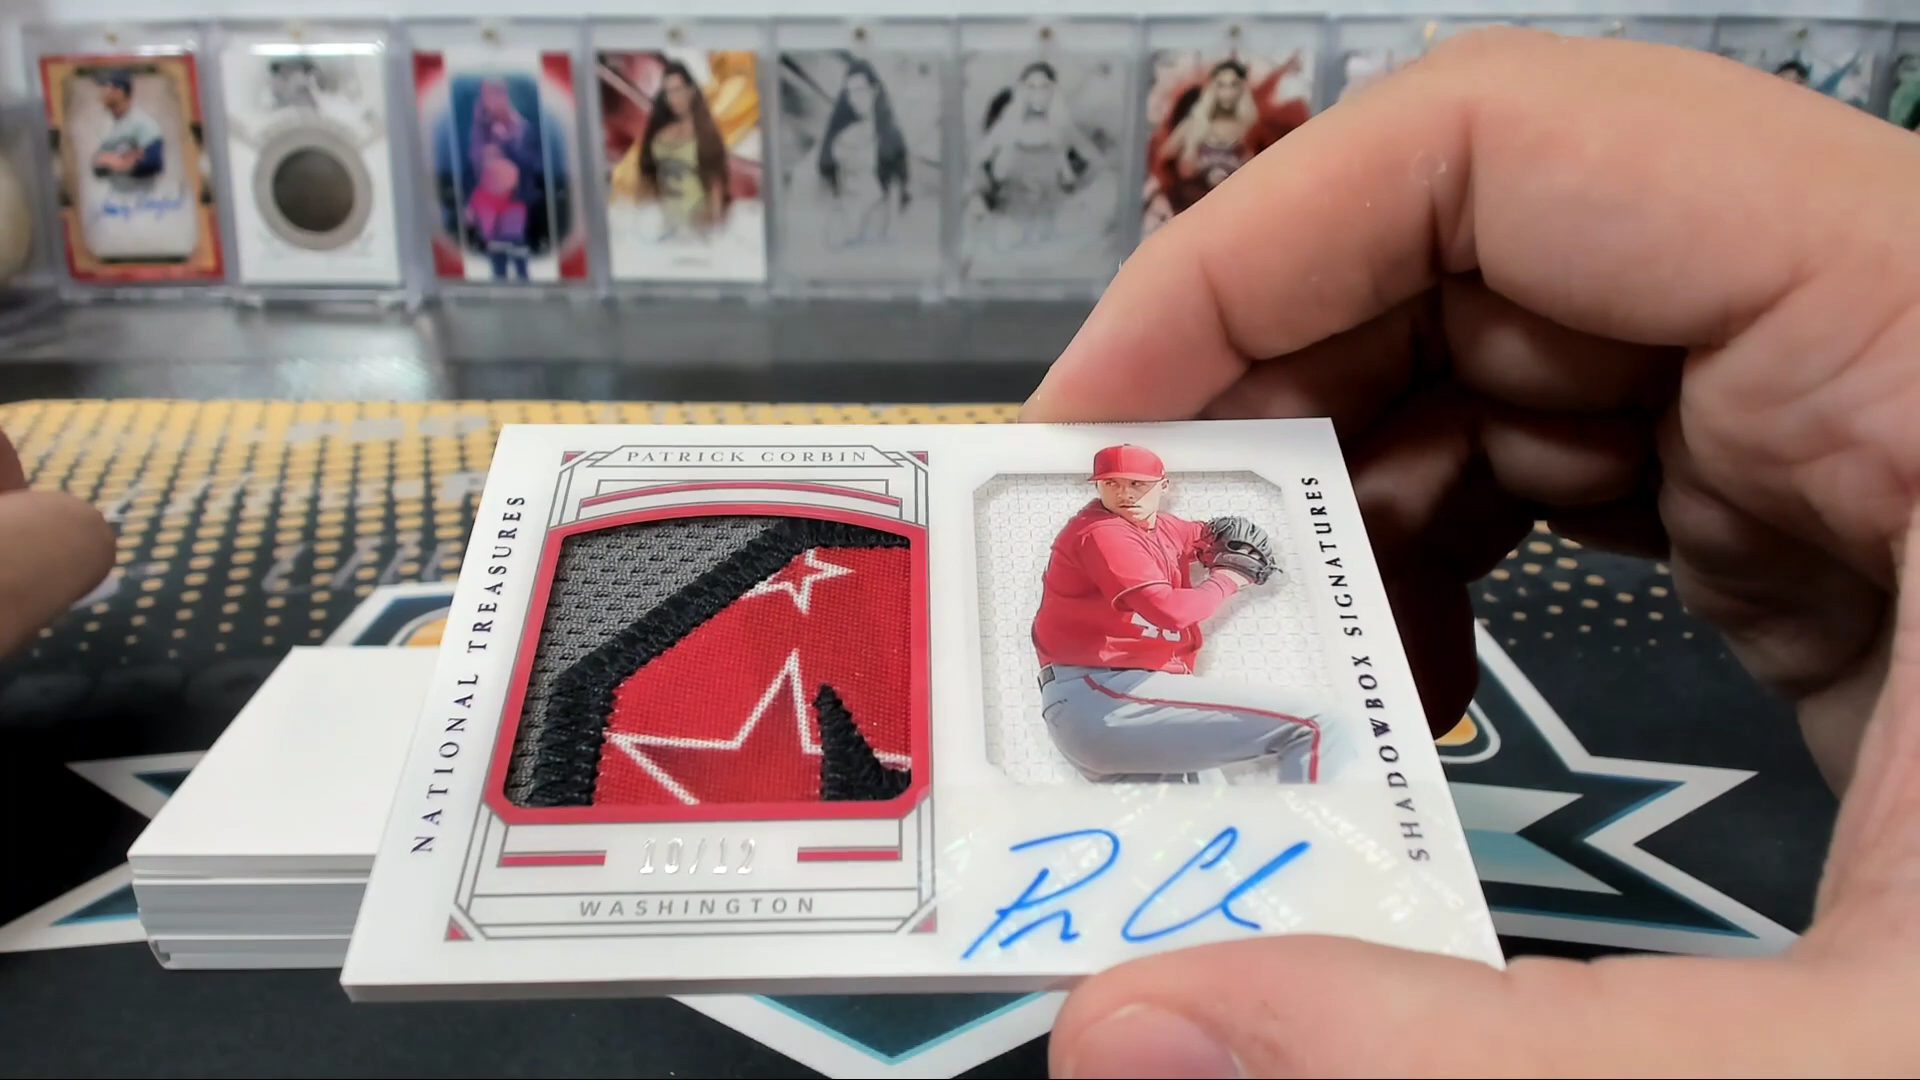 PATRICK CORBIN
NATIONAL TREASURES
SHADOWBOX SIGNATURES
10/12
WASHINGTON